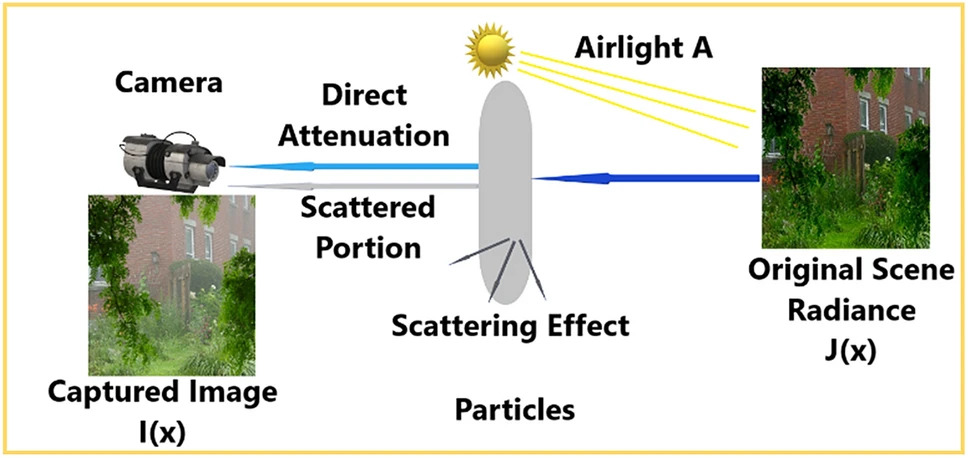 Airlight A
Camera
Direct
Attenuation
Scattered
Portion
Original Scene
Radiance
J(x)
Scattering Effect
Captured Image
I(x)
Particles